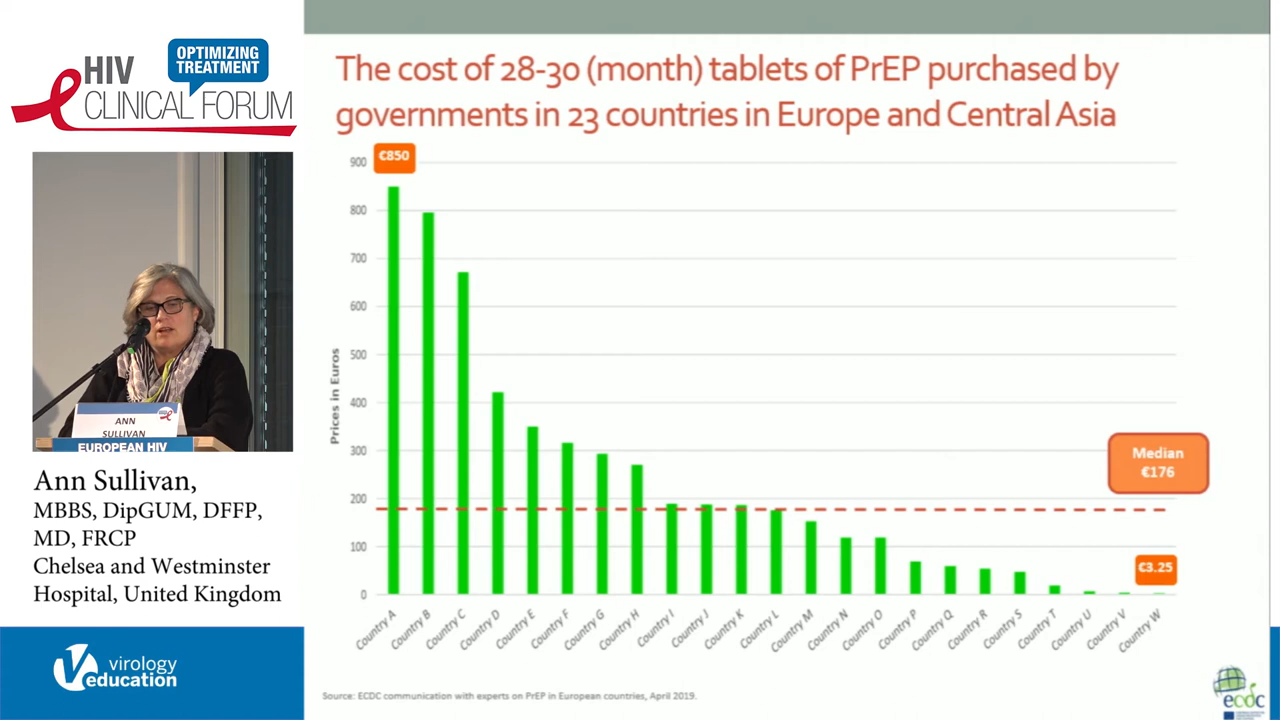 HIV
CLINICAL FORUM
OPTIMIZING
TREATMENT
ANN
SULLIVAN
EUROPEAN HIV
Ann Sullivan,
MBBS, DipGUM, DFFP,
MD, FRCP
Chelsea and Westminster
Hospital, United Kingdom
virology
education
The cost of 28-30 (month) tablets of PrEP purchased by
governments in 23 countries in Europe and Central Asia
Prices in Euros
900
800
700
600
500
400
300
200
100
0
€850
Median
€176
€3.25
Country A
Country B
Country C
Country D
Country E
Country F
Country G
Country H
Country I
Country J
Country K
Country L
Country M
Country N
Country O
Country P
Country Q
Country R
Country S
Country T
Country U
Country V
Country W
Source: ECDC communication with experts on PrEP in European countries, April 2019.
ecdc